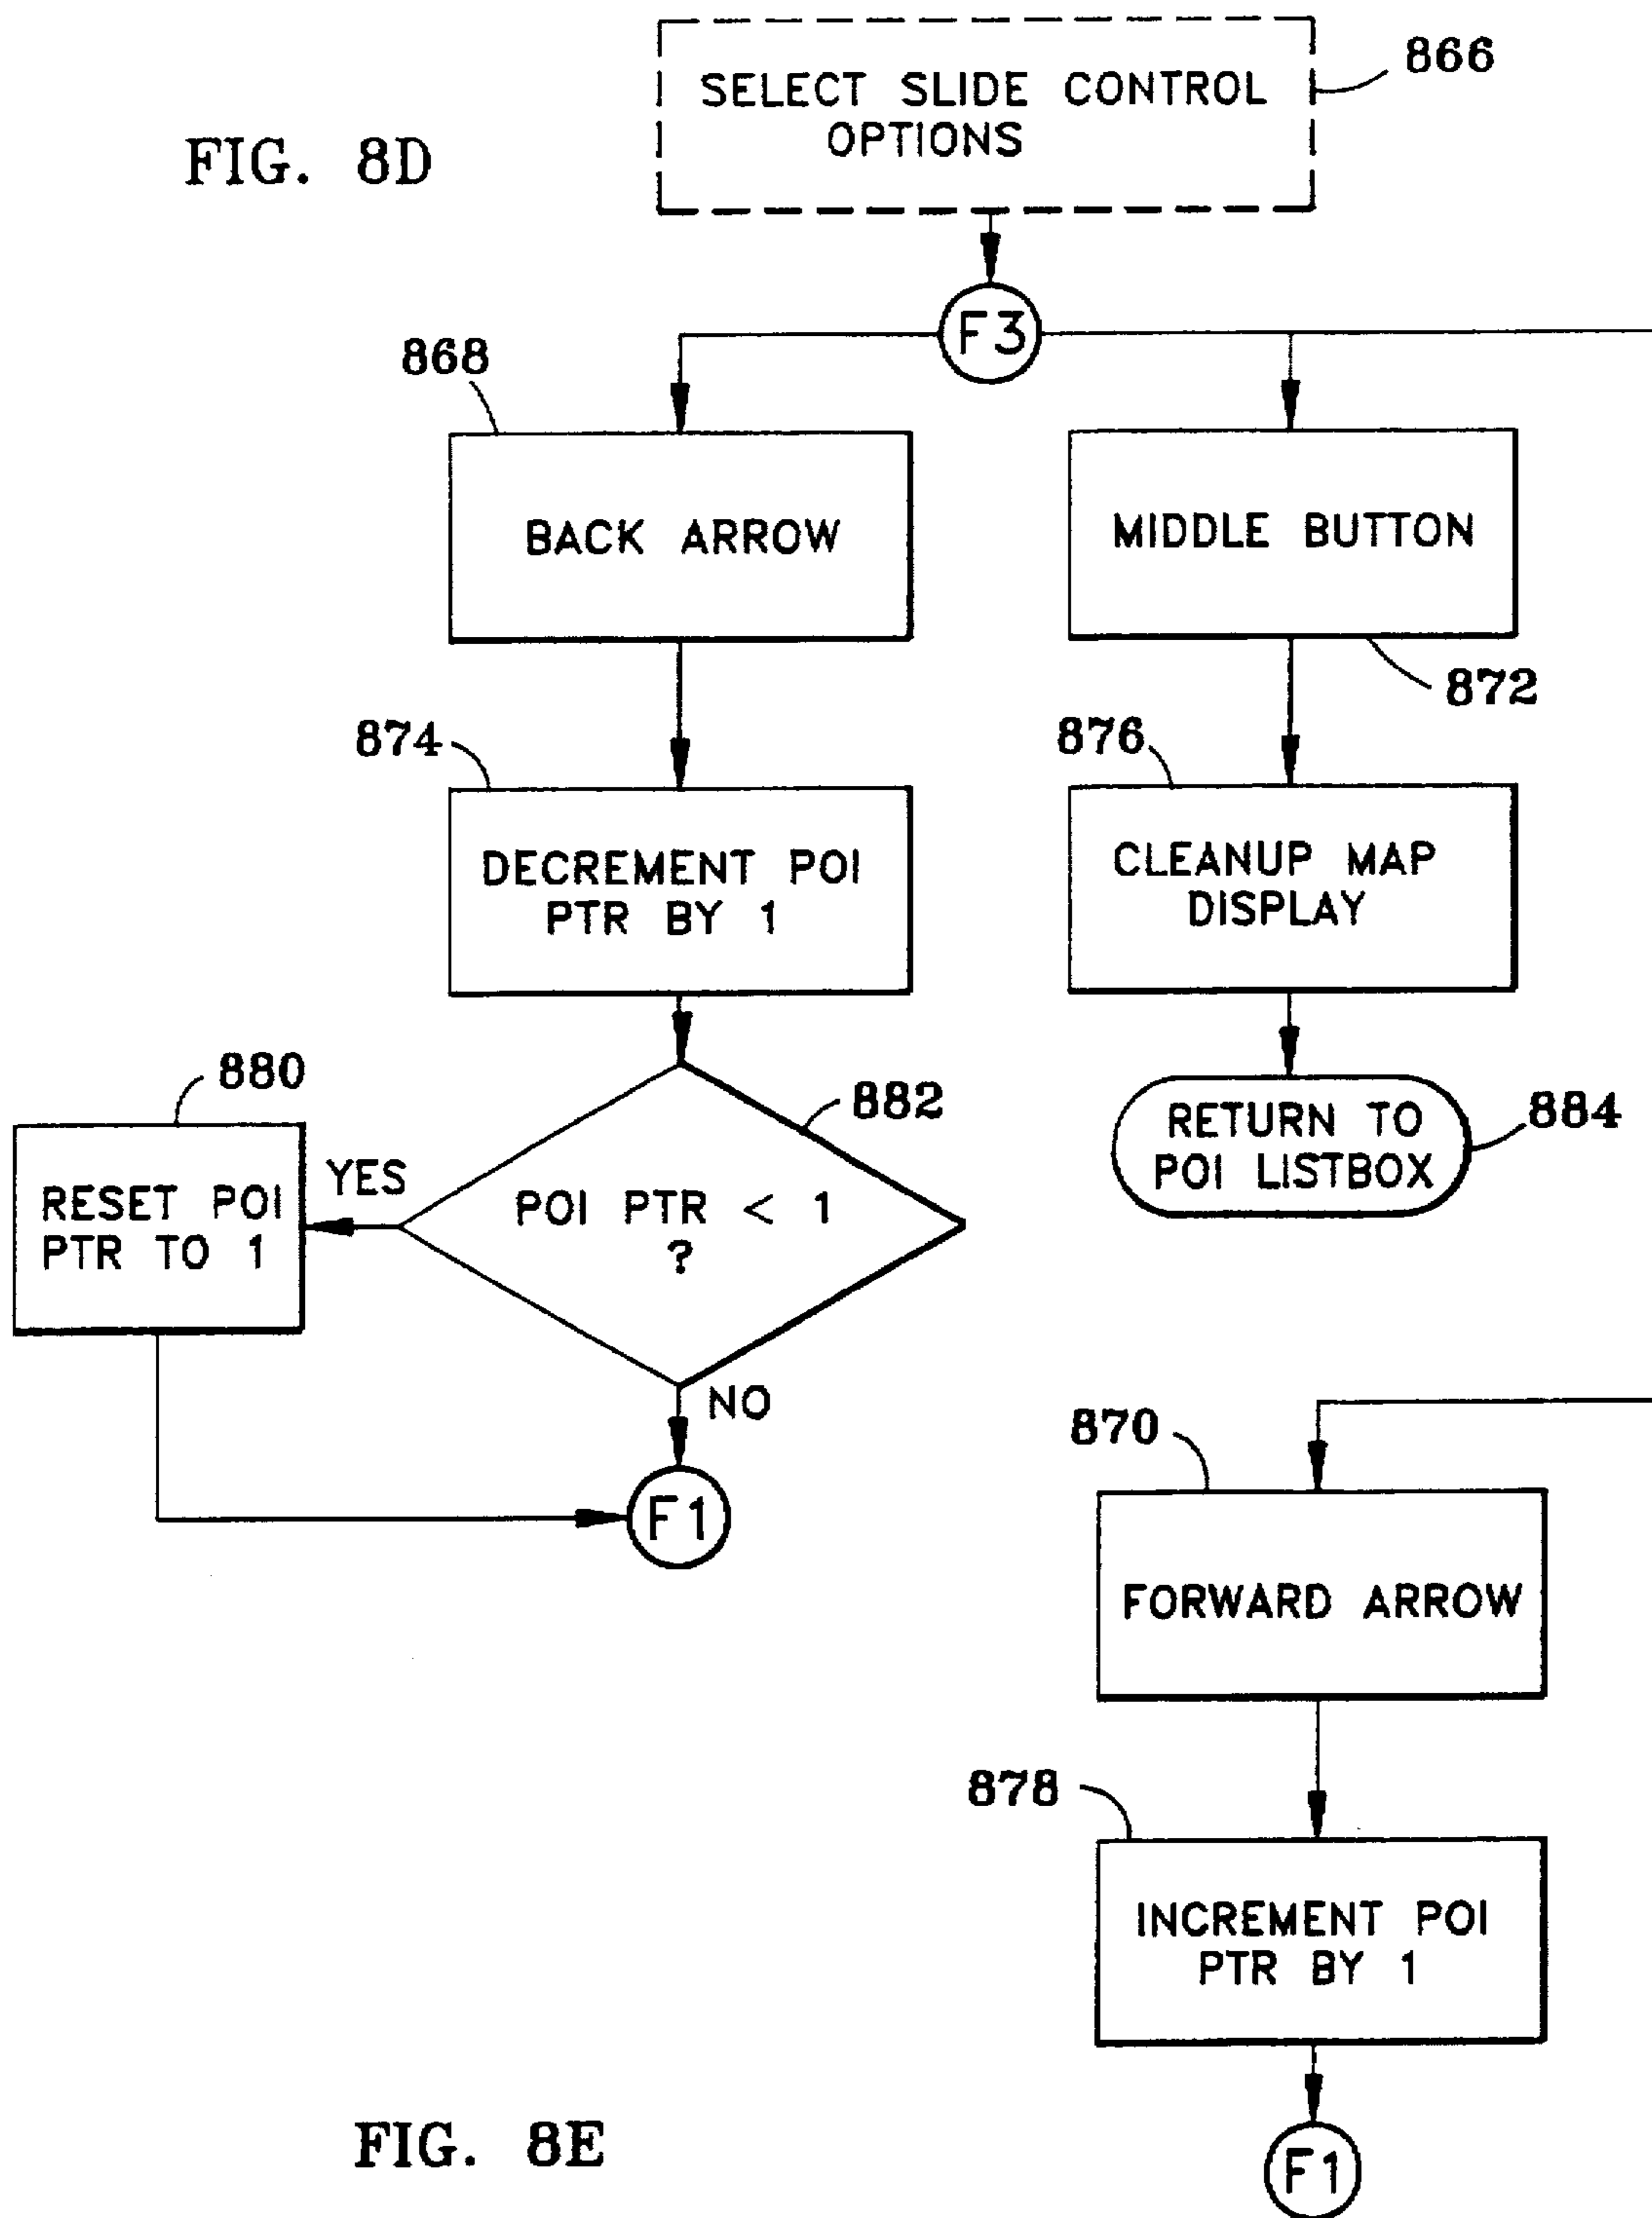 866
SELECT SLIDE CONTROL
OPTIONS
FIG. 8D
F3
868
BACK ARROW
MIDDLE BUTTON
872
874
876
DECREMENT POI
PTR BY 1
CLEANUP MAP
DISPLAY
880
882
884
RESET POI
PTR TO 1
YES
POI PTR < 1
?
RETURN TO
POI LISTBOX
NO
F1
870
FORWARD ARROW
878
INCREMENT POI
PTR BY 1
FIG. 8E
F1